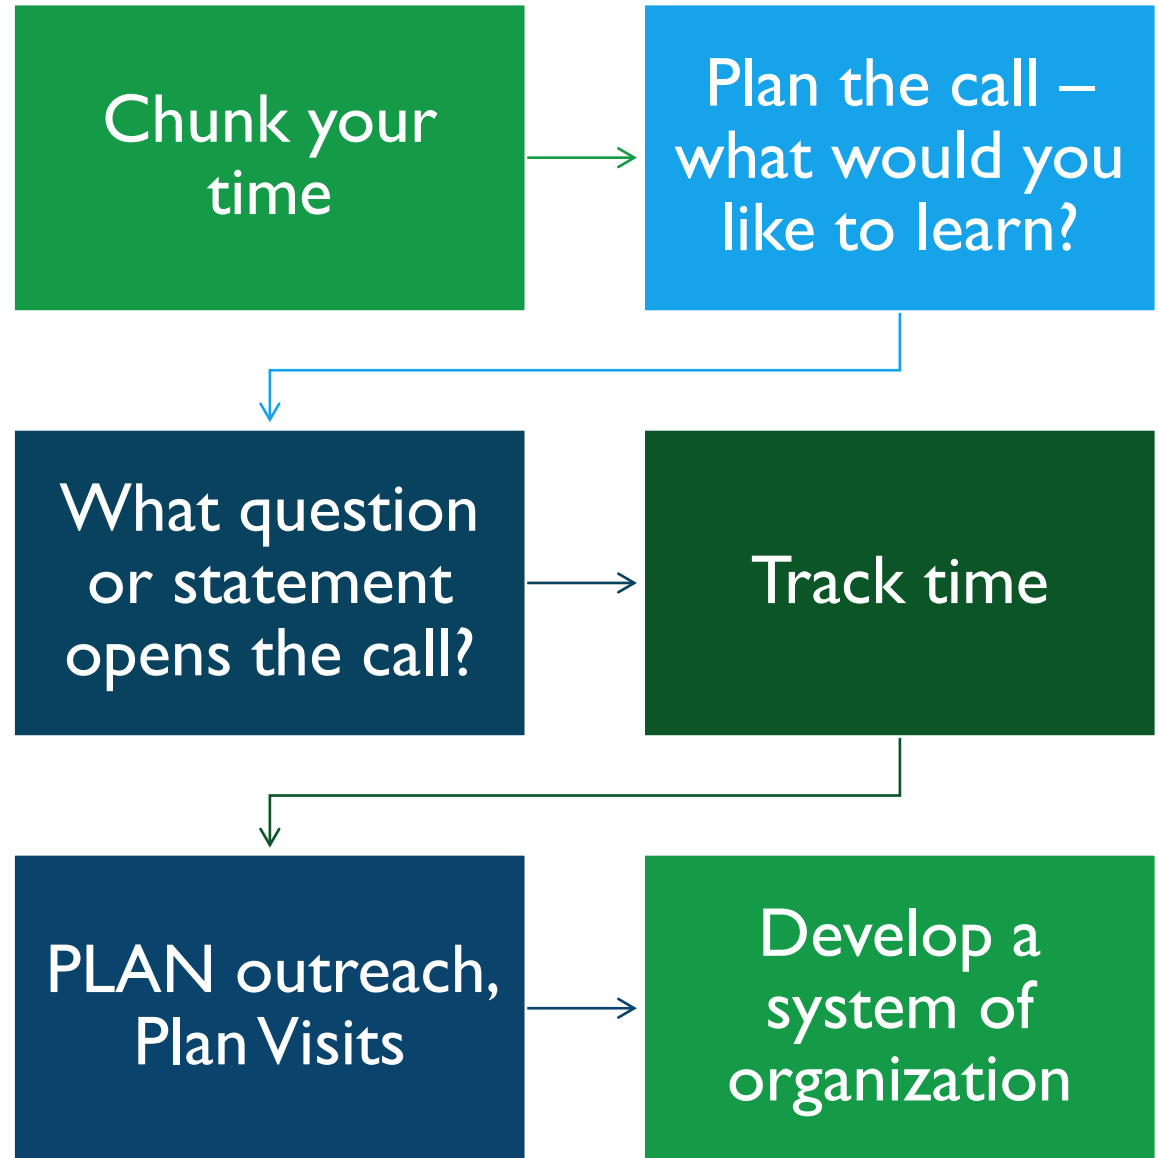 Chunk your
time
Plan the call –
what would you
like to learn?
What question
or statement
opens the call?
Track time
PLAN outreach,
Plan Visits
Develop a
system of
organization